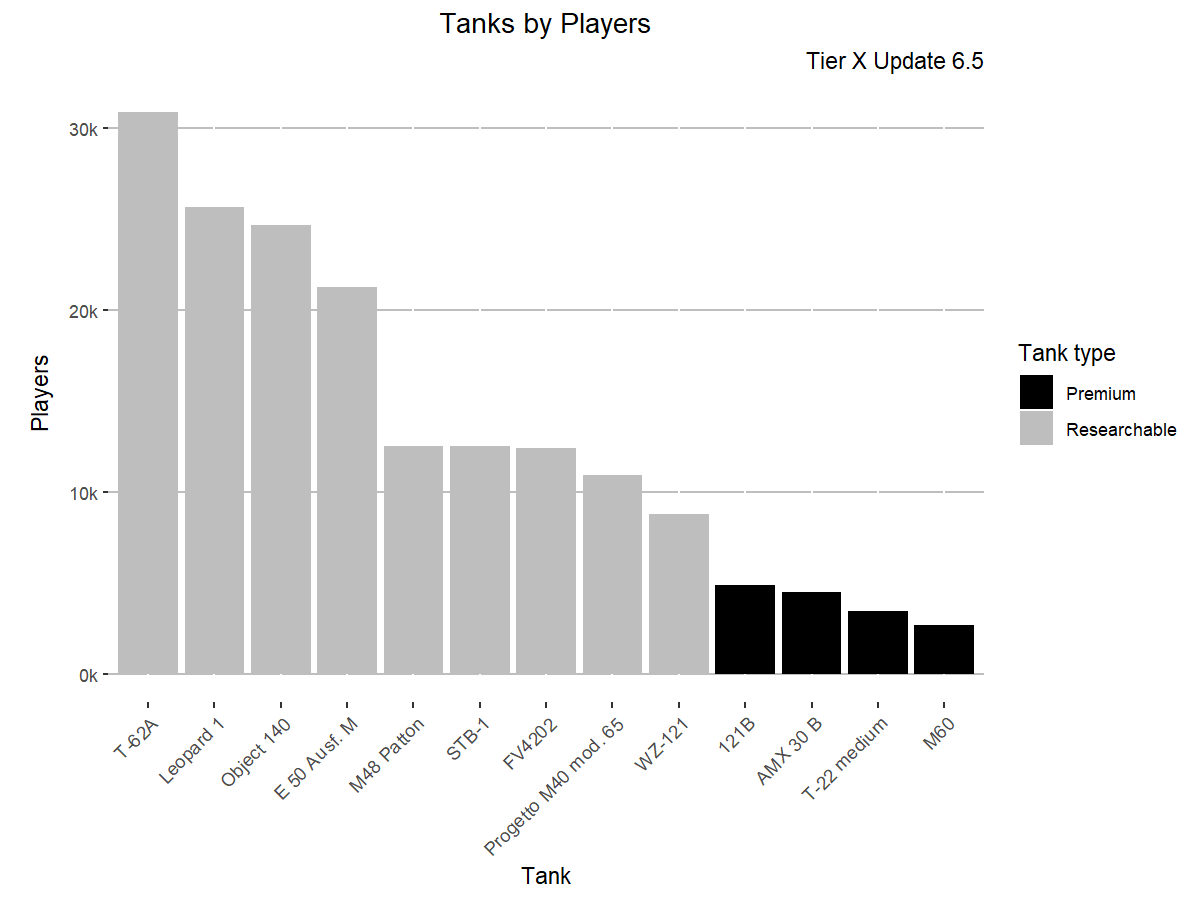 Tanks by Players
Tier X Update 6.5
30k
20k
10k
0k
Players
T-62A
Leopard 1
Object 140
E 50 Ausf. M
M48 Patton
STB-1
FV4202
Progetto M40 mod. 65
WZ-121
121B
AMX 30 B
T-22 medium
M60
Tank
Tank type
Premium
Researchable